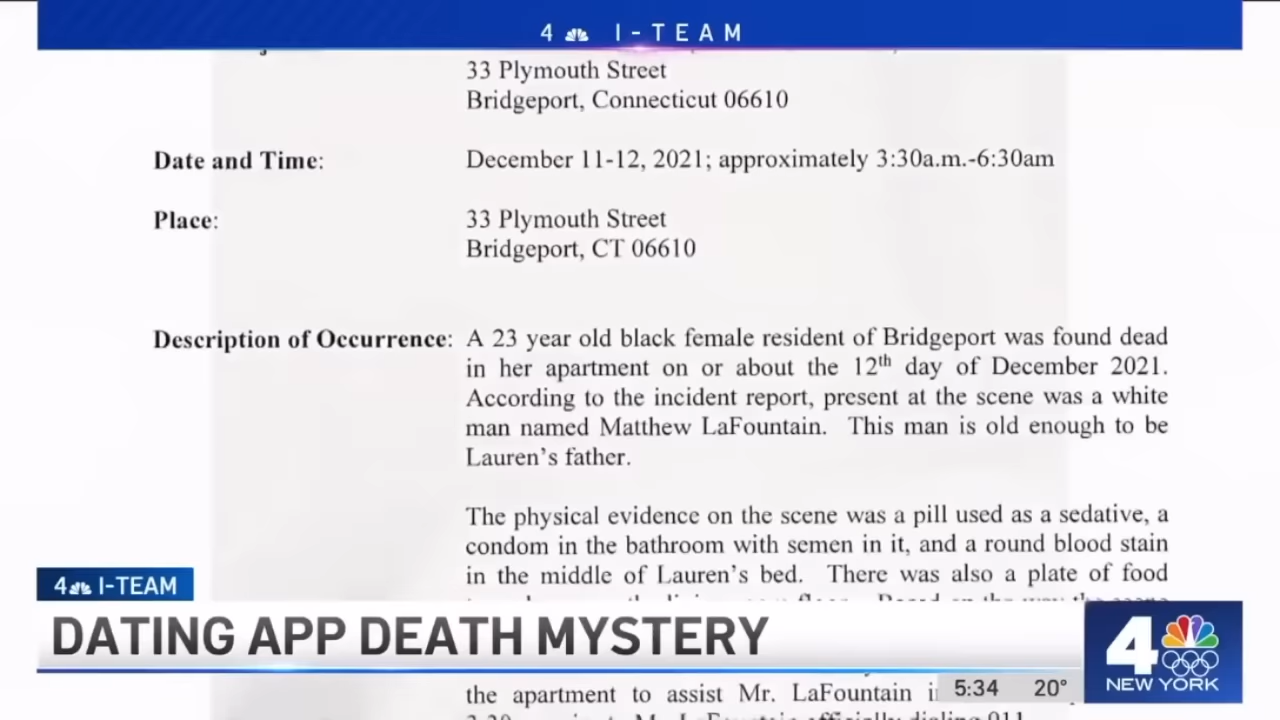 4 I-TEAM
33 Plymouth Street
Bridgeport, Connecticut 06610
Date and Time: December 11-12, 2021; approximately 3:30a.m.-6:30am
Place: 33 Plymouth Street
Bridgeport, CT 06610
Description of Occurrence: A 23 year old black female resident of Bridgeport was found dead
in her apartment on or about the 12th day of December 2021.
According to the incident report, present at the scene was a white
man named Matthew LaFountain. This man is old enough to be
Lauren's father.
The physical evidence on the scene was a pill used as a sedative, a
condom in the bathroom with semen in it, and a round blood stain
in the middle of Lauren's bed. There was also a plate of food
4 I-TEAM
DATING APP DEATH MYSTERY
4
NEW YORK
the apartment to assist Mr. LaFountain
5:34 20°